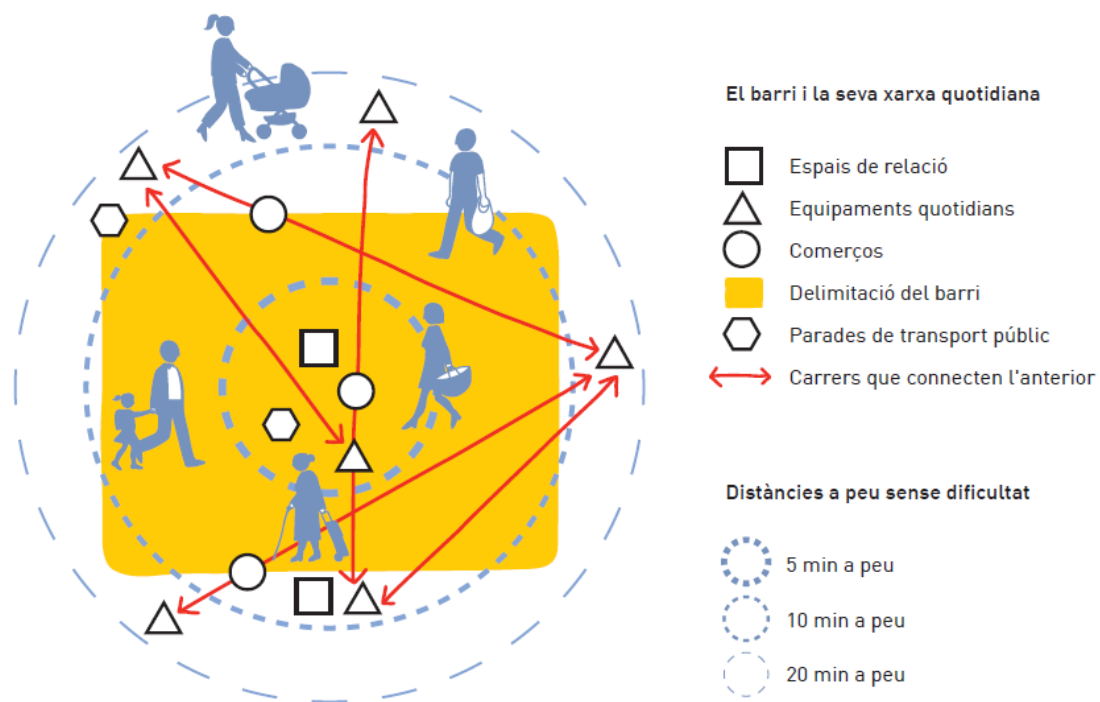 El barri i la seva xarxa quotidiana
Espais de relació
Equipaments quotidians
Comerços
Delimitació del barri
Parades de transport públic
Carrers que connecten l'anterior
Distàncies a peu sense dificultat
5 min a peu
10 min a peu
20 min a peu